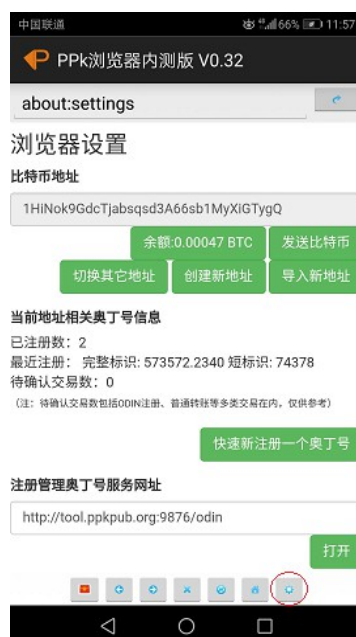 中国联通 66% 11:57
PPk浏览器内测版 V0.32
about:settings
浏览器设置
比特币地址
1HiNok9GdcTjabsqsd3A66sb1MyXiGTygQ
余额:0.00047 BTC 发送比特币
切换其它地址 创建新地址 导入新地址
当前地址相关奥丁号信息
已注册数：2
最近注册： 完整标识: 573572.2340 短标识: 74378
待确认交易数：0
(注：待确认交易数包括ODIN注册、普通转账等多类交易在内，仅供参考)
快速新注册一个奥丁号
注册管理奥丁号服务网址
http://tool.ppkpub.org:9876/odin
打开